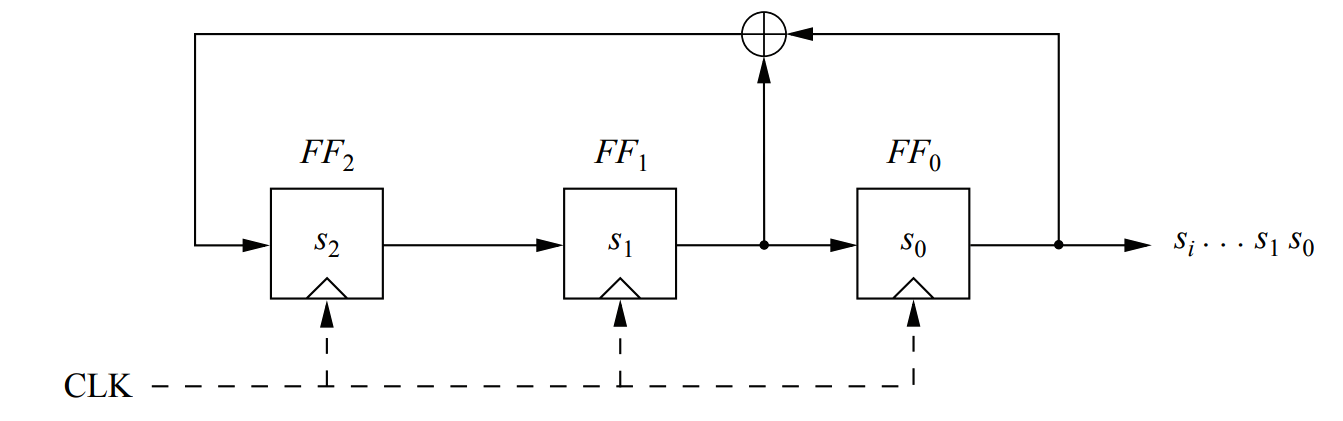 FF₂ FF₁ FF₀
s₂ s₁ s₀ sᵢ . . . s₁ s₀
CLK